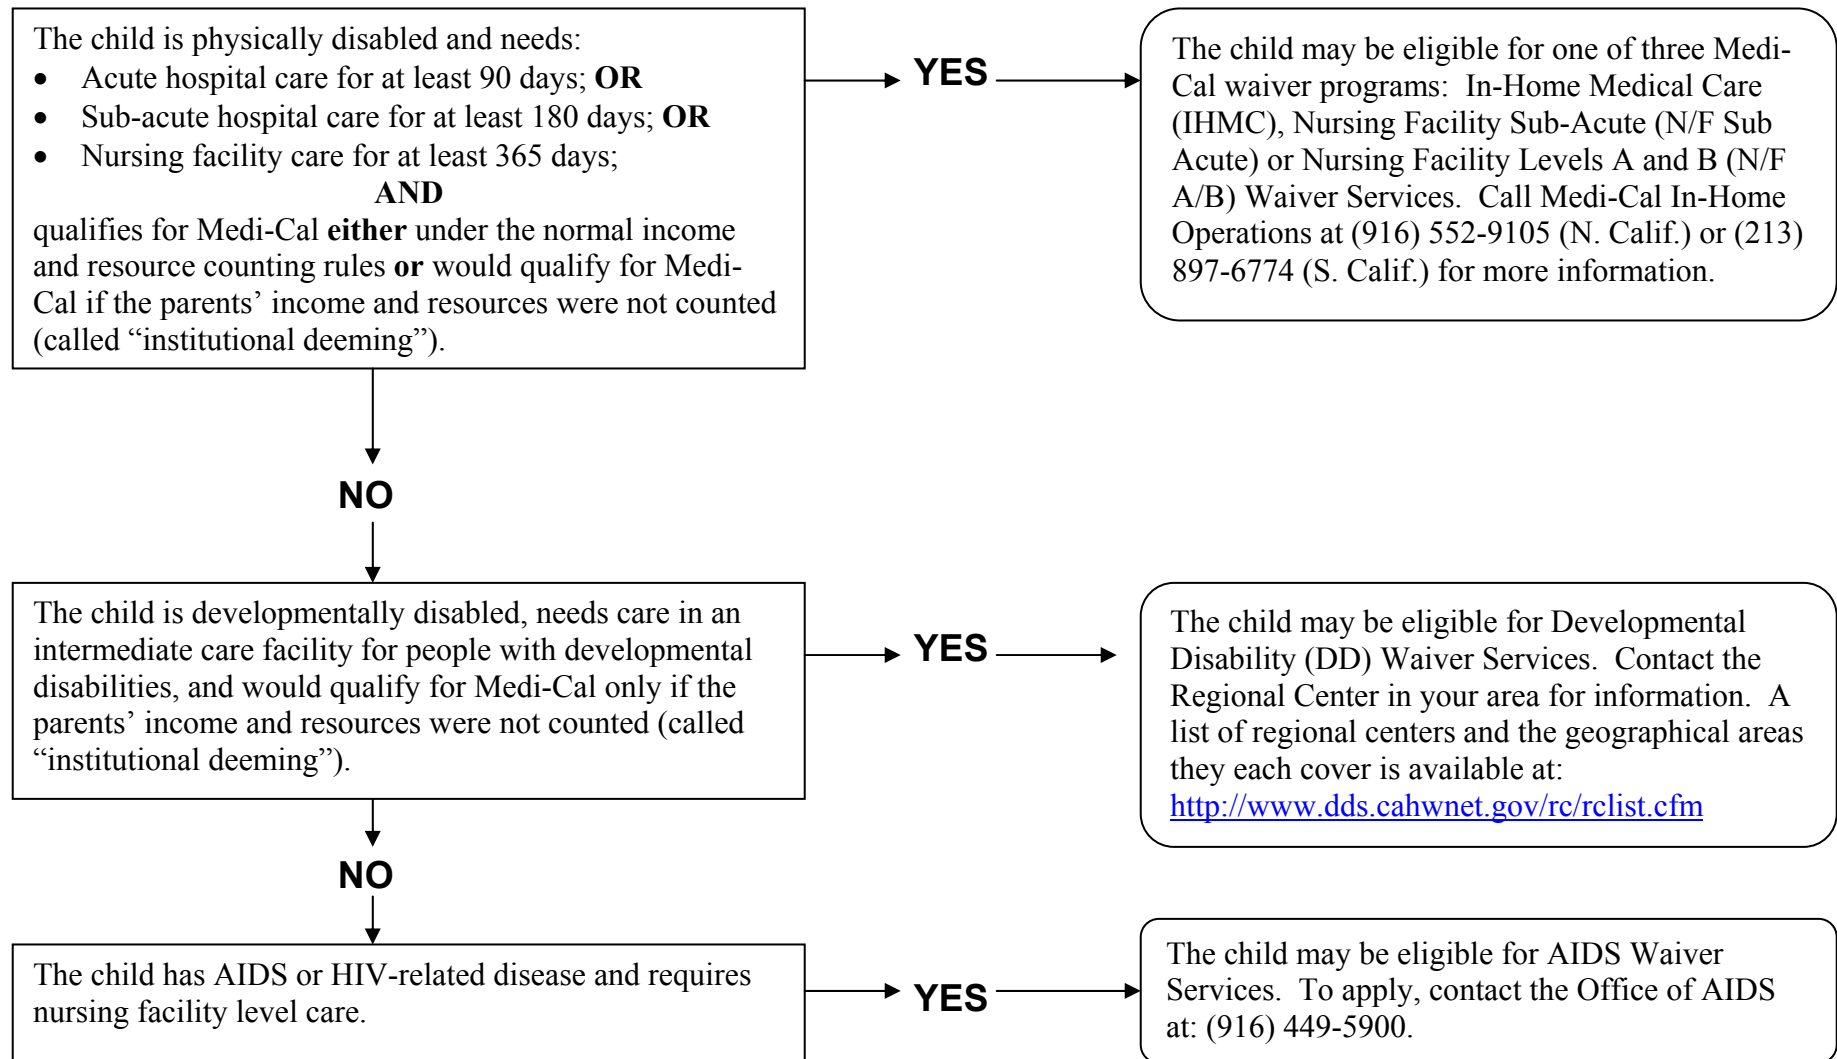 The child is physically disabled and needs:
• Acute hospital care for at least 90 days; OR
• Sub-acute hospital care for at least 180 days; OR
• Nursing facility care for at least 365 days;
AND
qualifies for Medi-Cal either under the normal income
and resource counting rules or would qualify for Medi-
Cal if the parents’ income and resources were not counted
(called “institutional deeming”).
YES
The child may be eligible for one of three Medi-
Cal waiver programs:  In-Home Medical Care
(IHMC), Nursing Facility Sub-Acute (N/F Sub
Acute) or Nursing Facility Levels A and B (N/F
A/B) Waiver Services.  Call Medi-Cal In-Home
Operations at (916) 552-9105 (N. Calif.) or (213)
897-6774 (S. Calif.) for more information.
NO
The child is developmentally disabled, needs care in an
intermediate care facility for people with developmental
disabilities, and would qualify for Medi-Cal only if the
parents’ income and resources were not counted (called
“institutional deeming”).
YES
The child may be eligible for Developmental
Disability (DD) Waiver Services.  Contact the
Regional Center in your area for information.  A
list of regional centers and the geographical areas
they each cover is available at:
http://www.dds.cahwnet.gov/rc/rclist.cfm
NO
The child has AIDS or HIV-related disease and requires
nursing facility level care.
YES
The child may be eligible for AIDS Waiver
Services.  To apply, contact the Office of AIDS
at: (916) 449-5900.